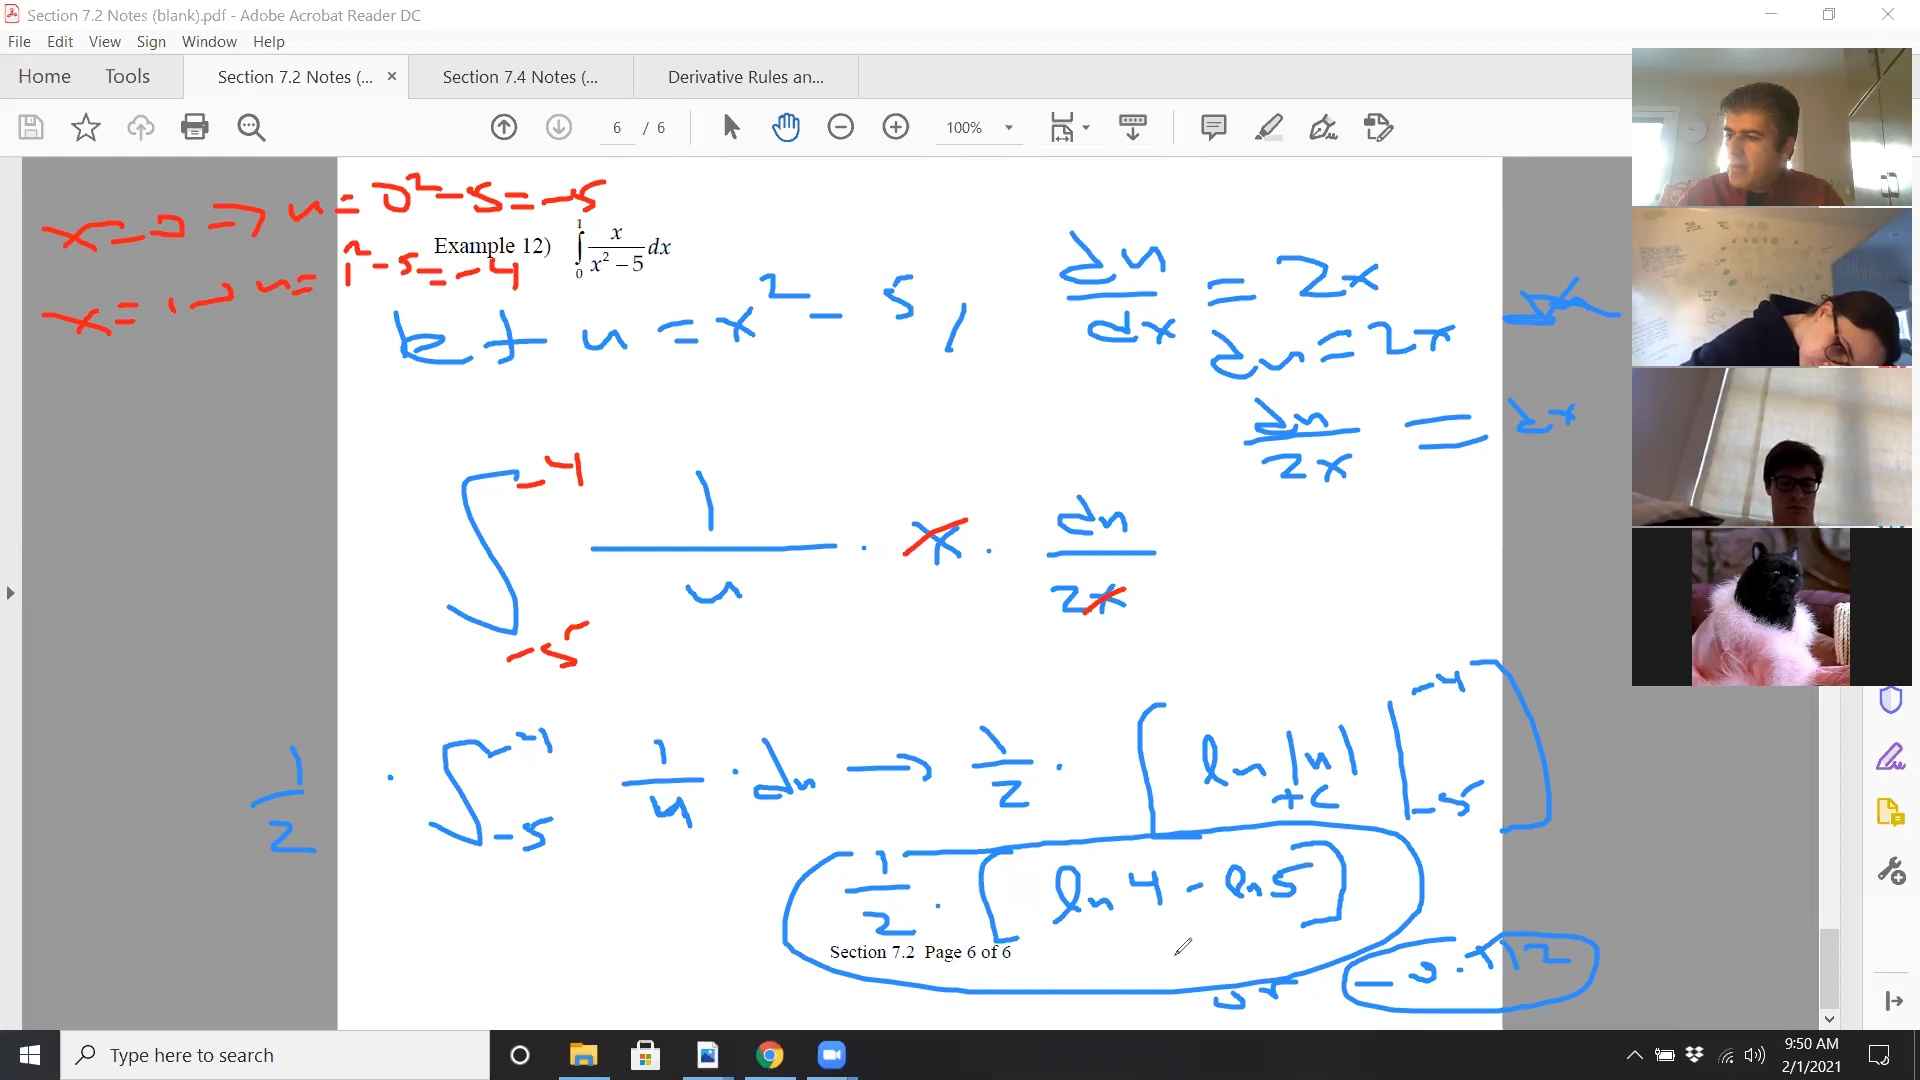 Section 7.2 Notes (blank).pdf - Adobe Acrobat Reader DC
File Edit View Sign Window Help
Home Tools Section 7.2 Notes (... × Section 7.4 Notes (... Derivative Rules an...
6 / 6 100%
x=0 => u = 0² - 5 = -5
Example 12) ∫₀¹ x/(x² - 5) dx
x = 1 → u = 1² - 5 = -4
let u = x² - 5, du/dx = 2x
du = 2x
du/2x = dx
∫_{-5}^{-4} 1/u · x · du/2x
1/2 · ∫_{-5}^{-4} 1/u · du → 1/2 · [ln|u| + c |_{-5}^{-4}]
1/2 · [ln 4 - ln 5]
Section 7.2 Page 6 of 6
or -0.112
Type here to search
9:50 AM
2/1/2021